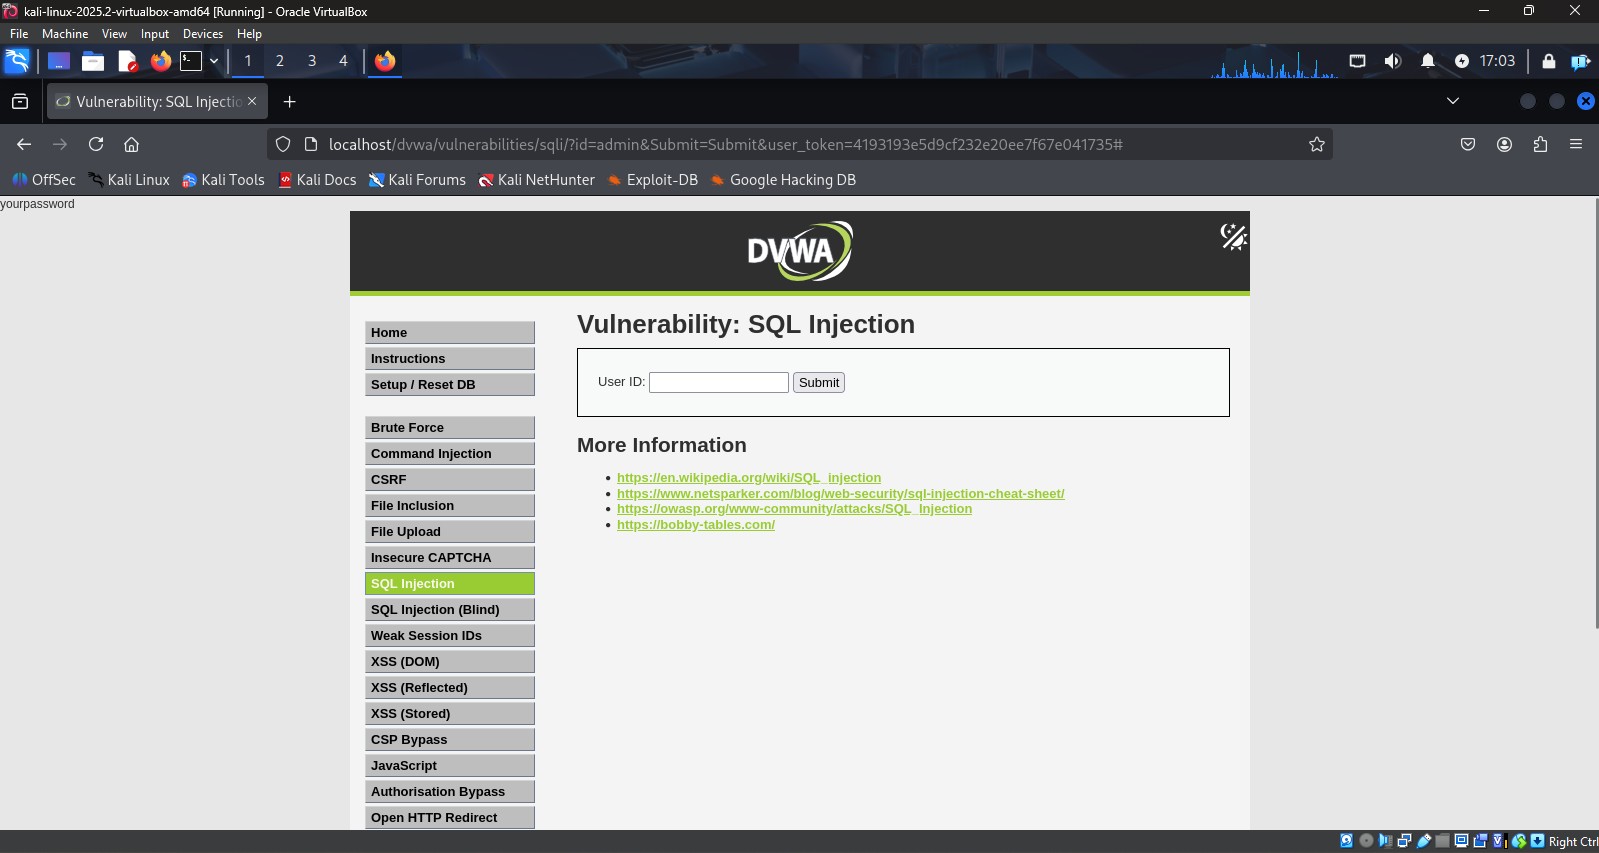 kali-linux-2025.2-virtualbox-amd64 [Running] - Oracle VirtualBox
File Machine View Input Devices Help
1 2 3 4 17:03
Vulnerability: SQL Injectio
localhost/dvwa/vulnerabilities/sqli/?id=admin&Submit=Submit&user_token=4193193e5d9cf232e20ee7f67e041735#
OffSec Kali Linux Kali Tools Kali Docs Kali Forums Kali NetHunter Exploit-DB Google Hacking DB
yourpassword
DVWA
Home
Instructions
Setup / Reset DB
Brute Force
Command Injection
CSRF
File Inclusion
File Upload
Insecure CAPTCHA
SQL Injection
SQL Injection (Blind)
Weak Session IDs
XSS (DOM)
XSS (Reflected)
XSS (Stored)
CSP Bypass
JavaScript
Authorisation Bypass
Open HTTP Redirect
Vulnerability: SQL Injection
User ID: Submit
More Information
https://en.wikipedia.org/wiki/SQL_injection
https://www.netsparker.com/blog/web-security/sql-injection-cheat-sheet/
https://owasp.org/www-community/attacks/SQL_Injection
https://bobby-tables.com/
Right Ctrl